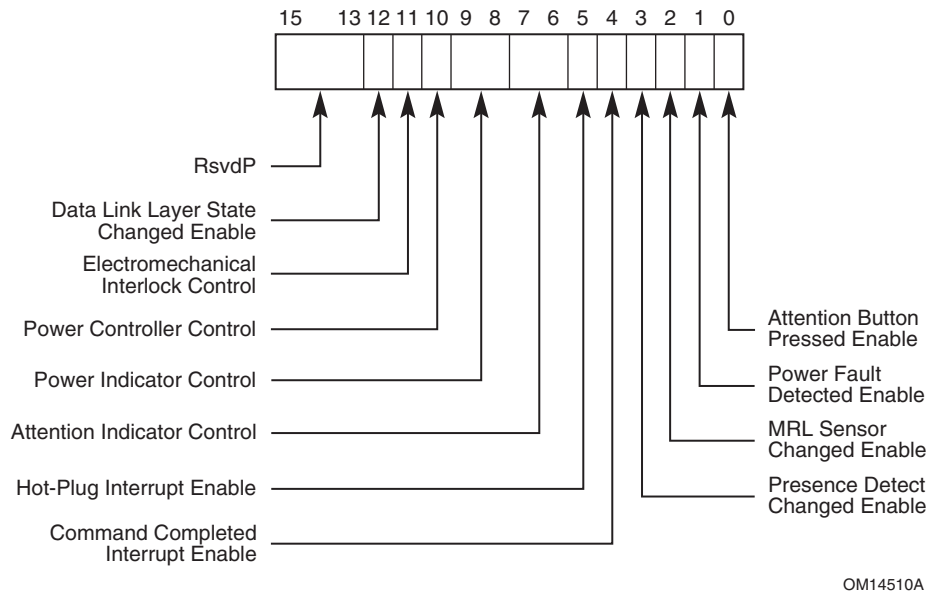 15 13 12 11 10 9 8 7 6 5 4 3 2 1 0
RsvdP
Data Link Layer State
Changed Enable
Electromechanical
Interlock Control
Power Controller Control
Power Indicator Control
Attention Indicator Control
Hot-Plug Interrupt Enable
Command Completed
Interrupt Enable
Attention Button
Pressed Enable
Power Fault
Detected Enable
MRL Sensor
Changed Enable
Presence Detect
Changed Enable
OM14510A